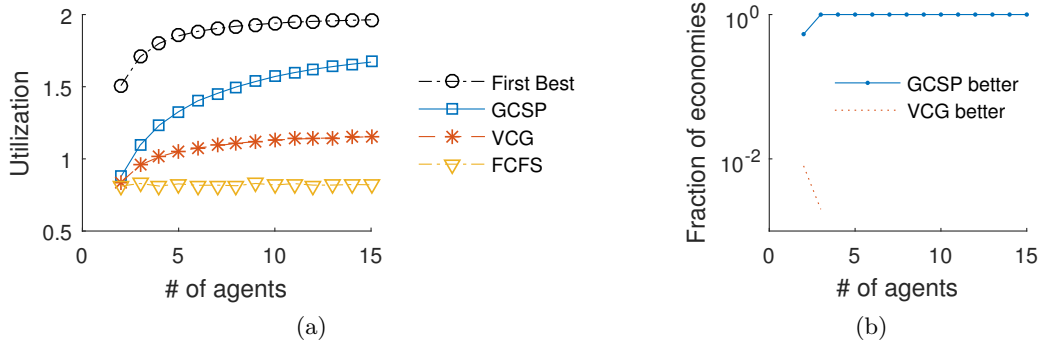 Utilization
2
1.5
1
0.5
0
5
10
15
# of agents
First Best
GCSP
VCG
FCFS
(a)
Fraction of economies
10^0
10^-2
0
5
10
15
# of agents
GCSP better
VCG better
(b)